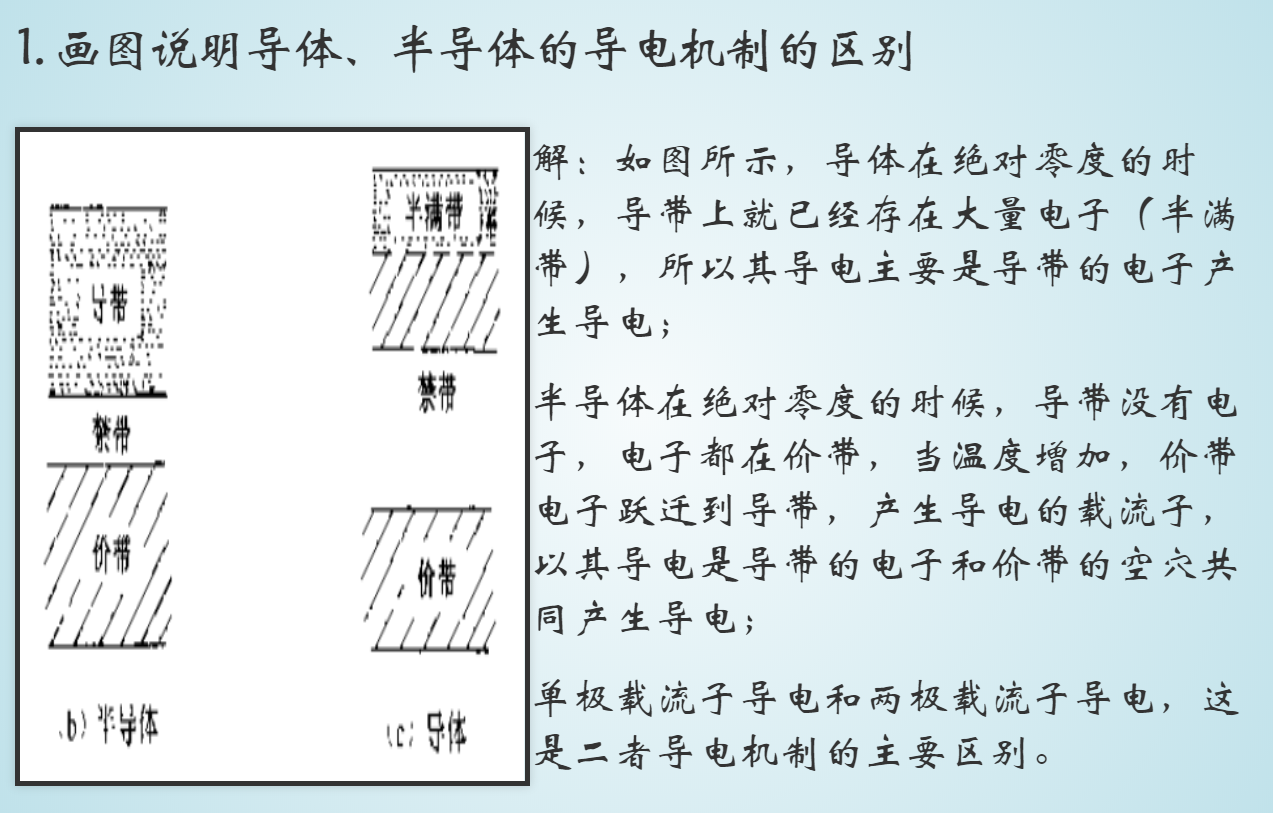 1. 画图说明导体、半导体的导电机制的区别
半满带
导带
禁带
禁带
价带
价带
.b) 半导体
(c) 导体
解：如图所示，导体在绝对零度的时
候，导带上就已经存在大量电子（半满
带），所以其导电主要是导带的电子产
生导电；
半导体在绝对零度的时候，导带没有电
子，电子都在价带，当温度增加，价带
电子跃迁到导带，产生导电的载流子，
以其导电是导带的电子和价带的空穴共
同产生导电；
单极载流子导电和两极载流子导电，这
是二者导电机制的主要区别。